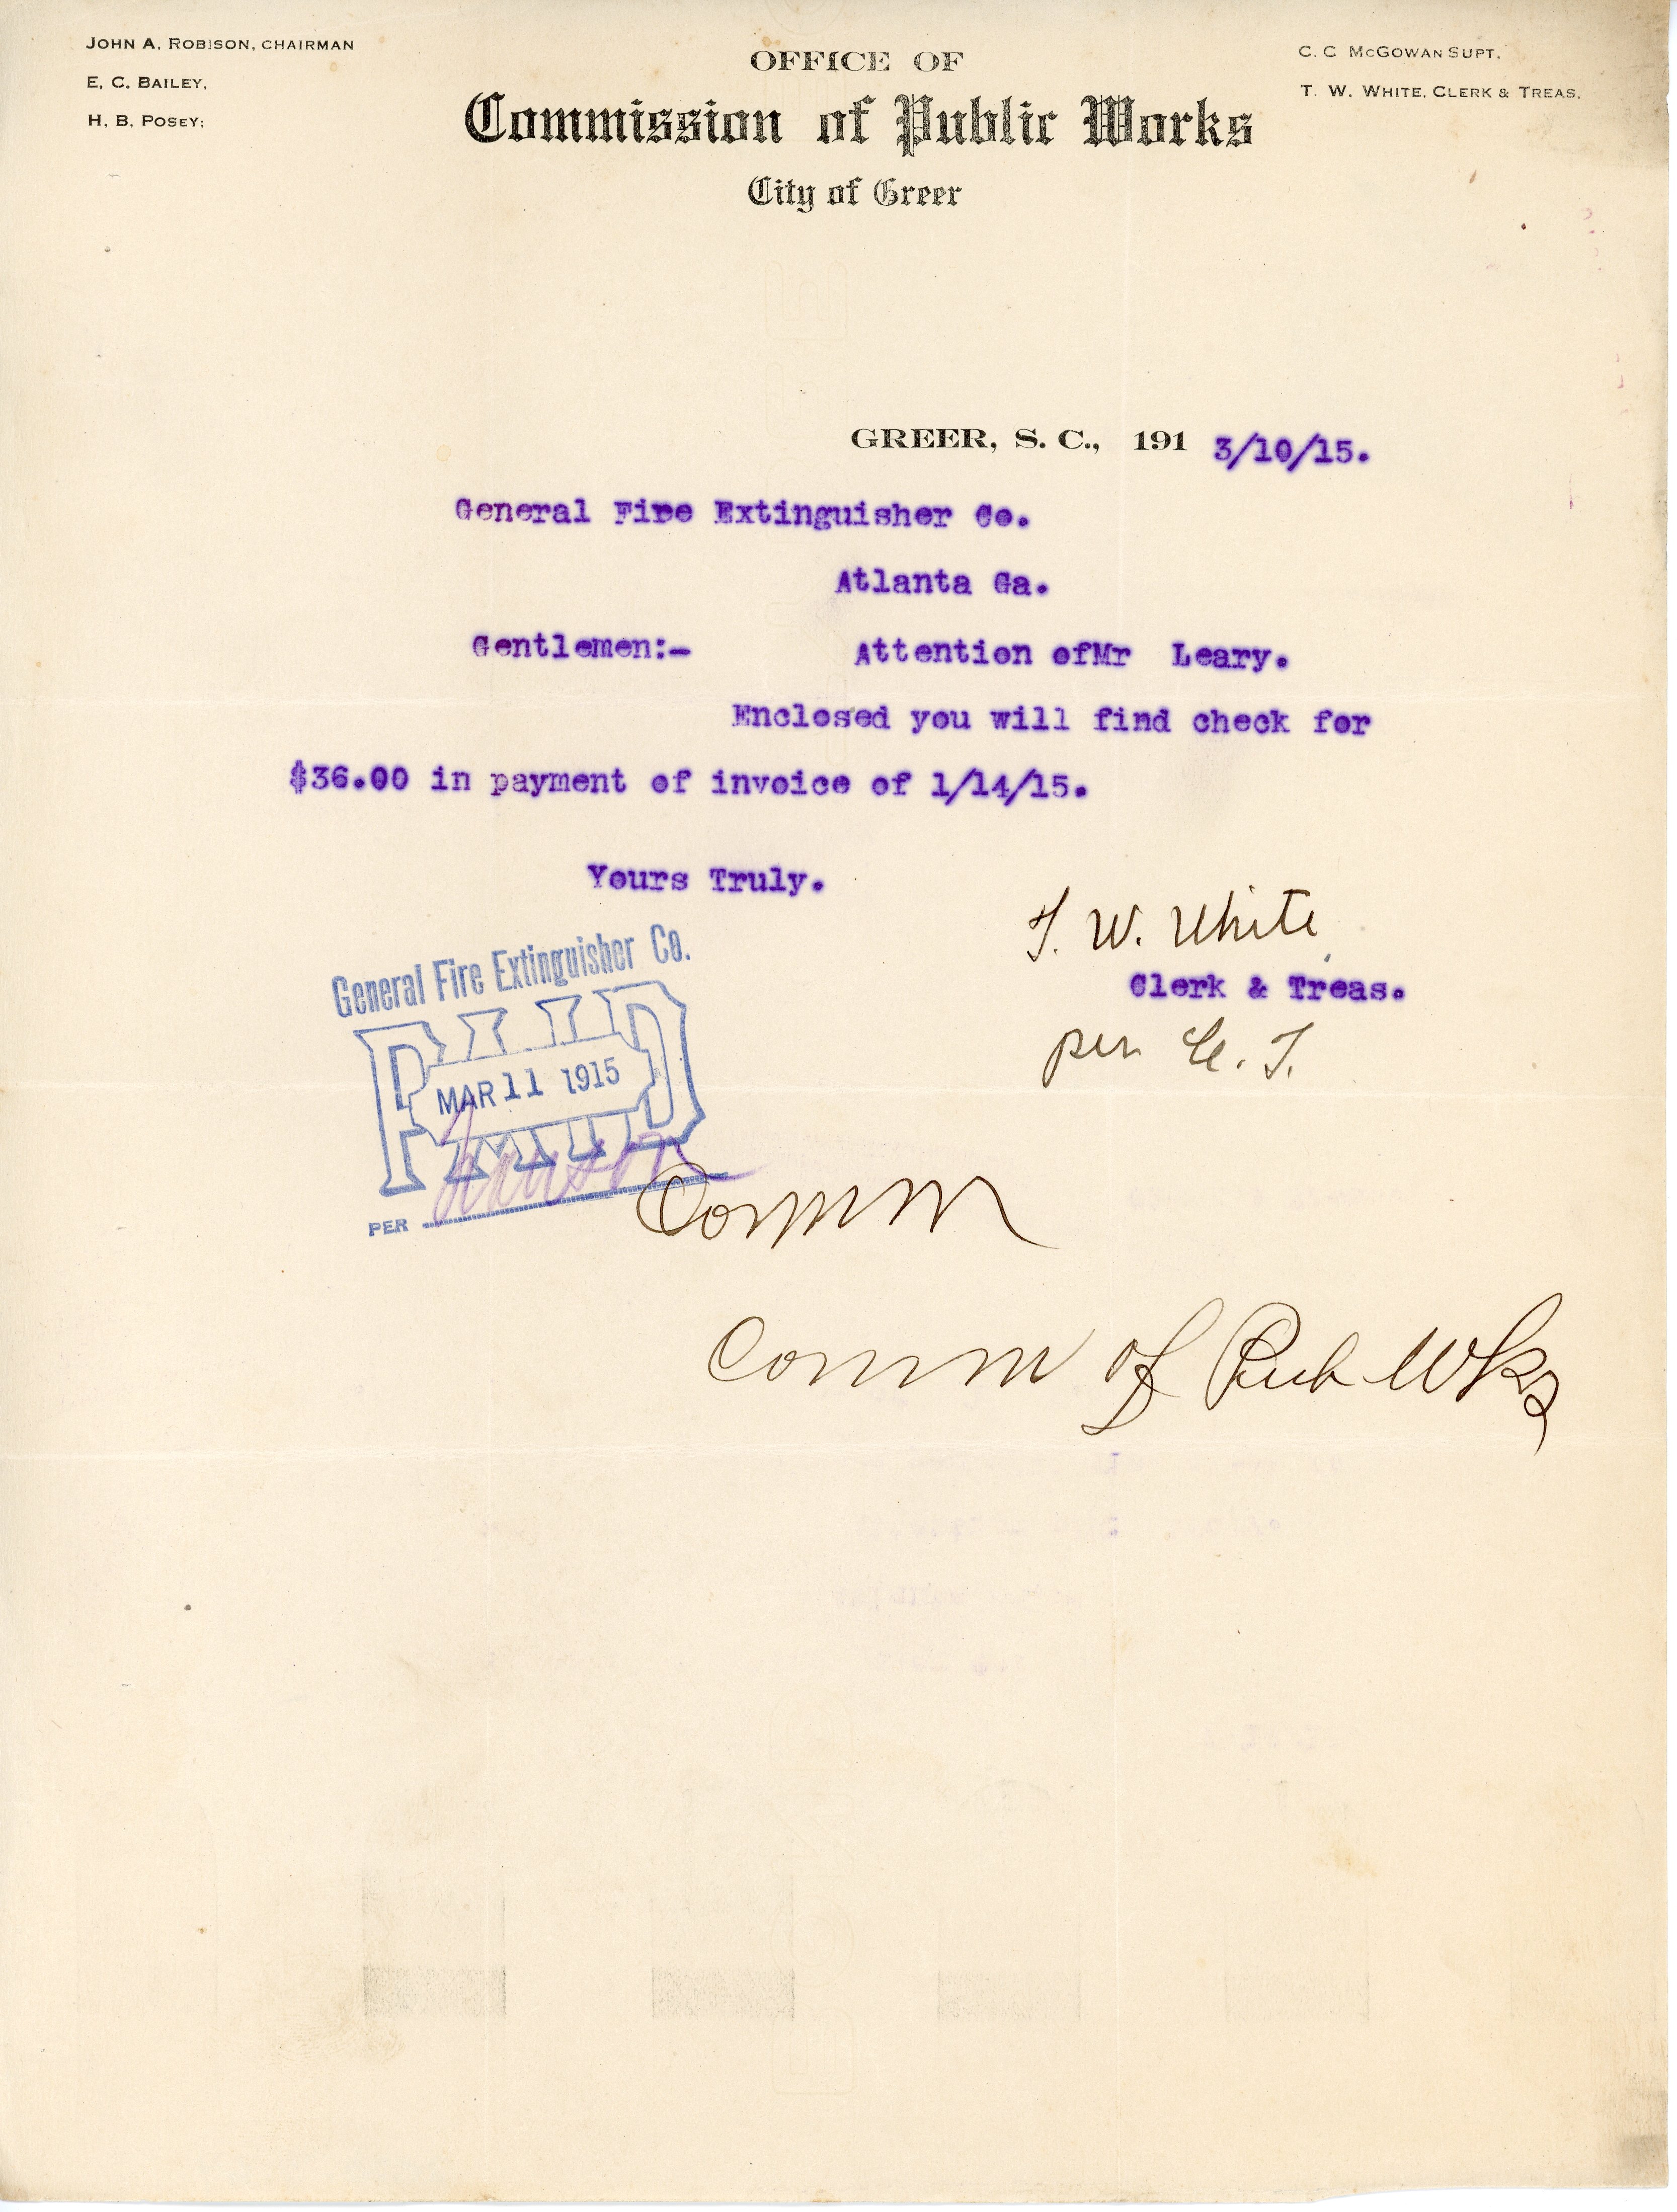 JOHN A. ROBISON, CHAIRMAN
E. C. BAILEY,
H. B. POSEY;
OFFICE OF
Commission of Public Works
City of Greer
C. C McGOWAN SUPT.
T. W. WHITE, CLERK & TREAS.
GREER, S. C., 191 3/10/15.
General Fire Extinguisher Co.
Atlanta Ga.
Gentlemen:- Attention ofMr Leary.
Enclosed you will find check for
$36.00 in payment of invoice of 1/14/15.
Yours Truly.
T. W. White
Clerk & Treas.
per
General Fire Extinguisher Co.
PAID
MAR 11 1915
PER
Comm
Comm of Pub Wks